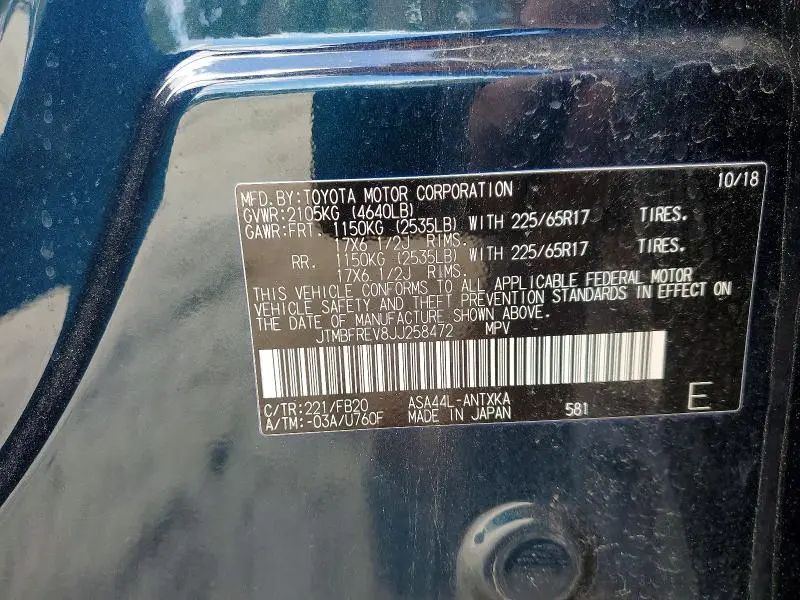 10/18
MFD. BY: TOYOTA MOTOR CORPORATION
GVWR: 2105KG (4640LB)
GAWR: FRT 1150KG (2535LB) WITH 225/65R17 TIRES.
17X6 1/2J RIMS.
RR. 1150KG (2535LB) WITH 225/65R17 TIRES.
17X6 1/2J RIMS.
THIS VEHICLE CONFORMS TO ALL APPLICABLE FEDERAL MOTOR
VEHICLE SAFETY AND THEFT PREVENTION STANDARDS IN EFFECT ON
THE DATE OF MANUFACTURE SHOWN ABOVE.
JTMBFREV8JJ258472 MPV
C/TR: 221/FB20 ASA44L-ANTXKA
A/TM: -03A/U760F MADE IN JAPAN 581 E